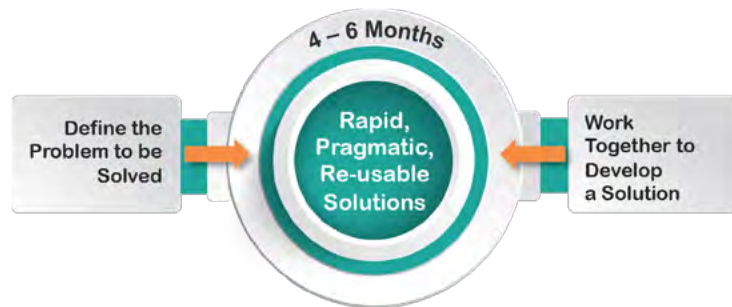 4 – 6 Months
Define the
Problem to be
Solved
Rapid,
Pragmatic,
Re-usable
Solutions
Work
Together to
Develop
a Solution